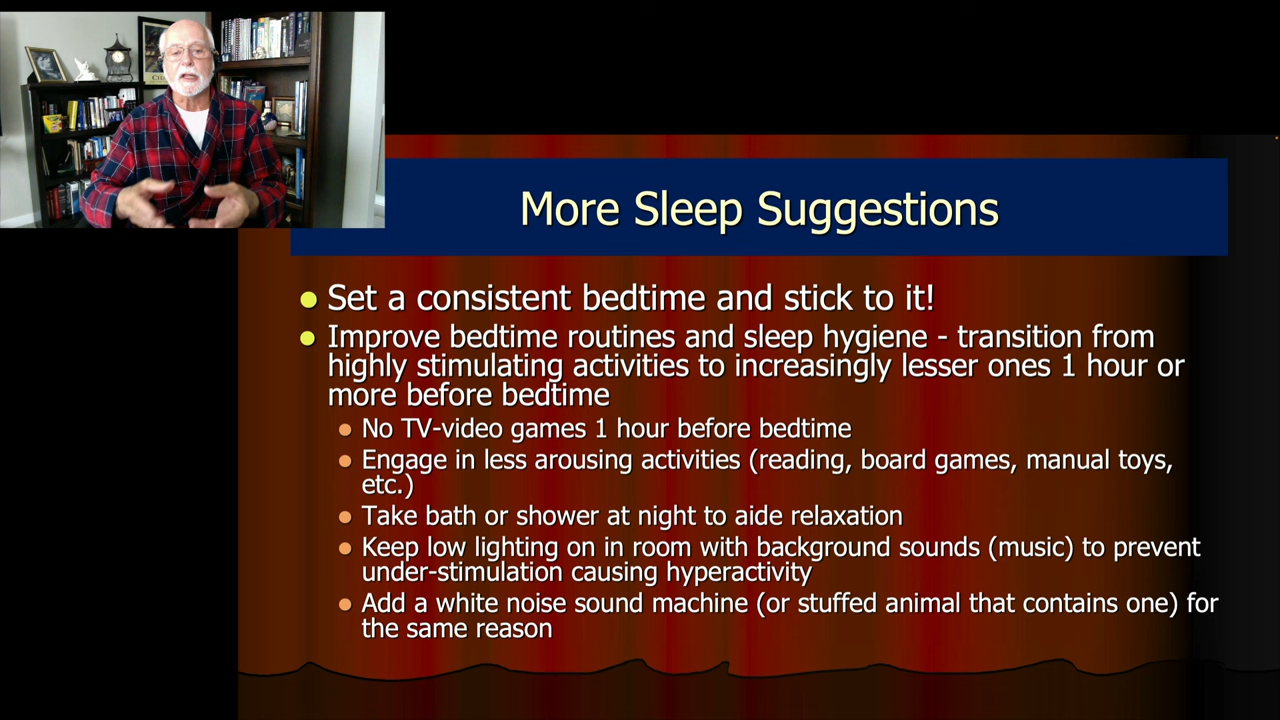 More Sleep Suggestions
Set a consistent bedtime and stick to it!
Improve bedtime routines and sleep hygiene - transition from
highly stimulating activities to increasingly lesser ones 1 hour or
more before bedtime
No TV-video games 1 hour before bedtime
Engage in less arousing activities (reading, board games, manual toys,
etc.)
Take bath or shower at night to aide relaxation
Keep low lighting on in room with background sounds (music) to prevent
under-stimulation causing hyperactivity
Add a white noise sound machine (or stuffed animal that contains one) for
the same reason